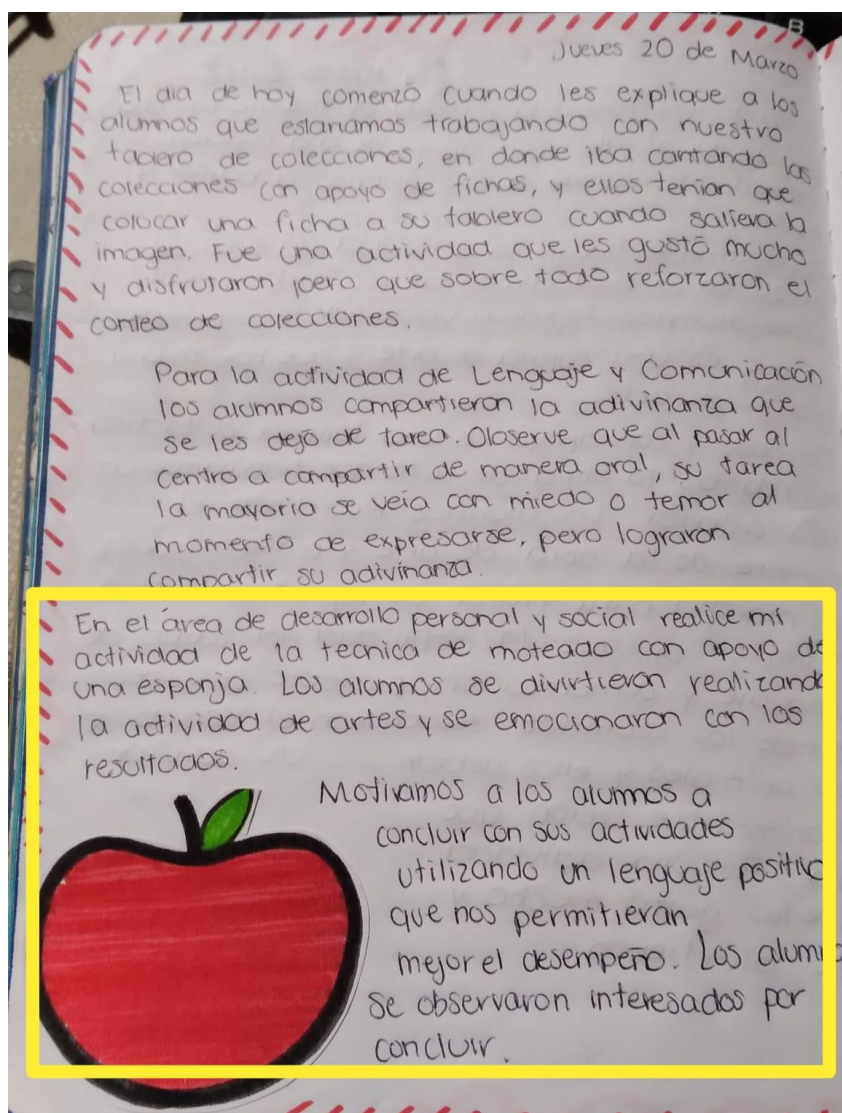 Jueves 20 de Marzo
El dia de hoy comenzó cuando les explique a los
alumnos que estariamos trabajando con nuestro
tablero de colecciones, en donde iba cantando las
colecciones con apoyo de fichas, y ellos tenian que
colocar una ficha a su tablero cuando saliera la
imagen. Fue una actividad que les gustó mucho
y disfrutaron pero que sobre todo reforzaron el
conteo de colecciones.
Para la actividad de Lenguaje y Comunicación
los alumnos compartieron la adivinanza que
se les dejó de tarea. Observe que al pasar al
centro a compartir de manera oral, su tarea
la mayoria se veía con miedo o temor al
momento de expresarse, pero lograron
compartir su adivinanza.
En el área de desarrollo personal y social realice mi
actividad de la tecnica de moteado con apoyo de
una esponja. Los alumnos se divirtieron realizando
la actividad de artes y se emocionaron con los
resultados.
Motivamos a los alumnos a
concluir con sus actividades
utilizando un lenguaje positivo
que nos permitieran
mejor el desempeño. Los alumno
se observaron interesados por
concluir.